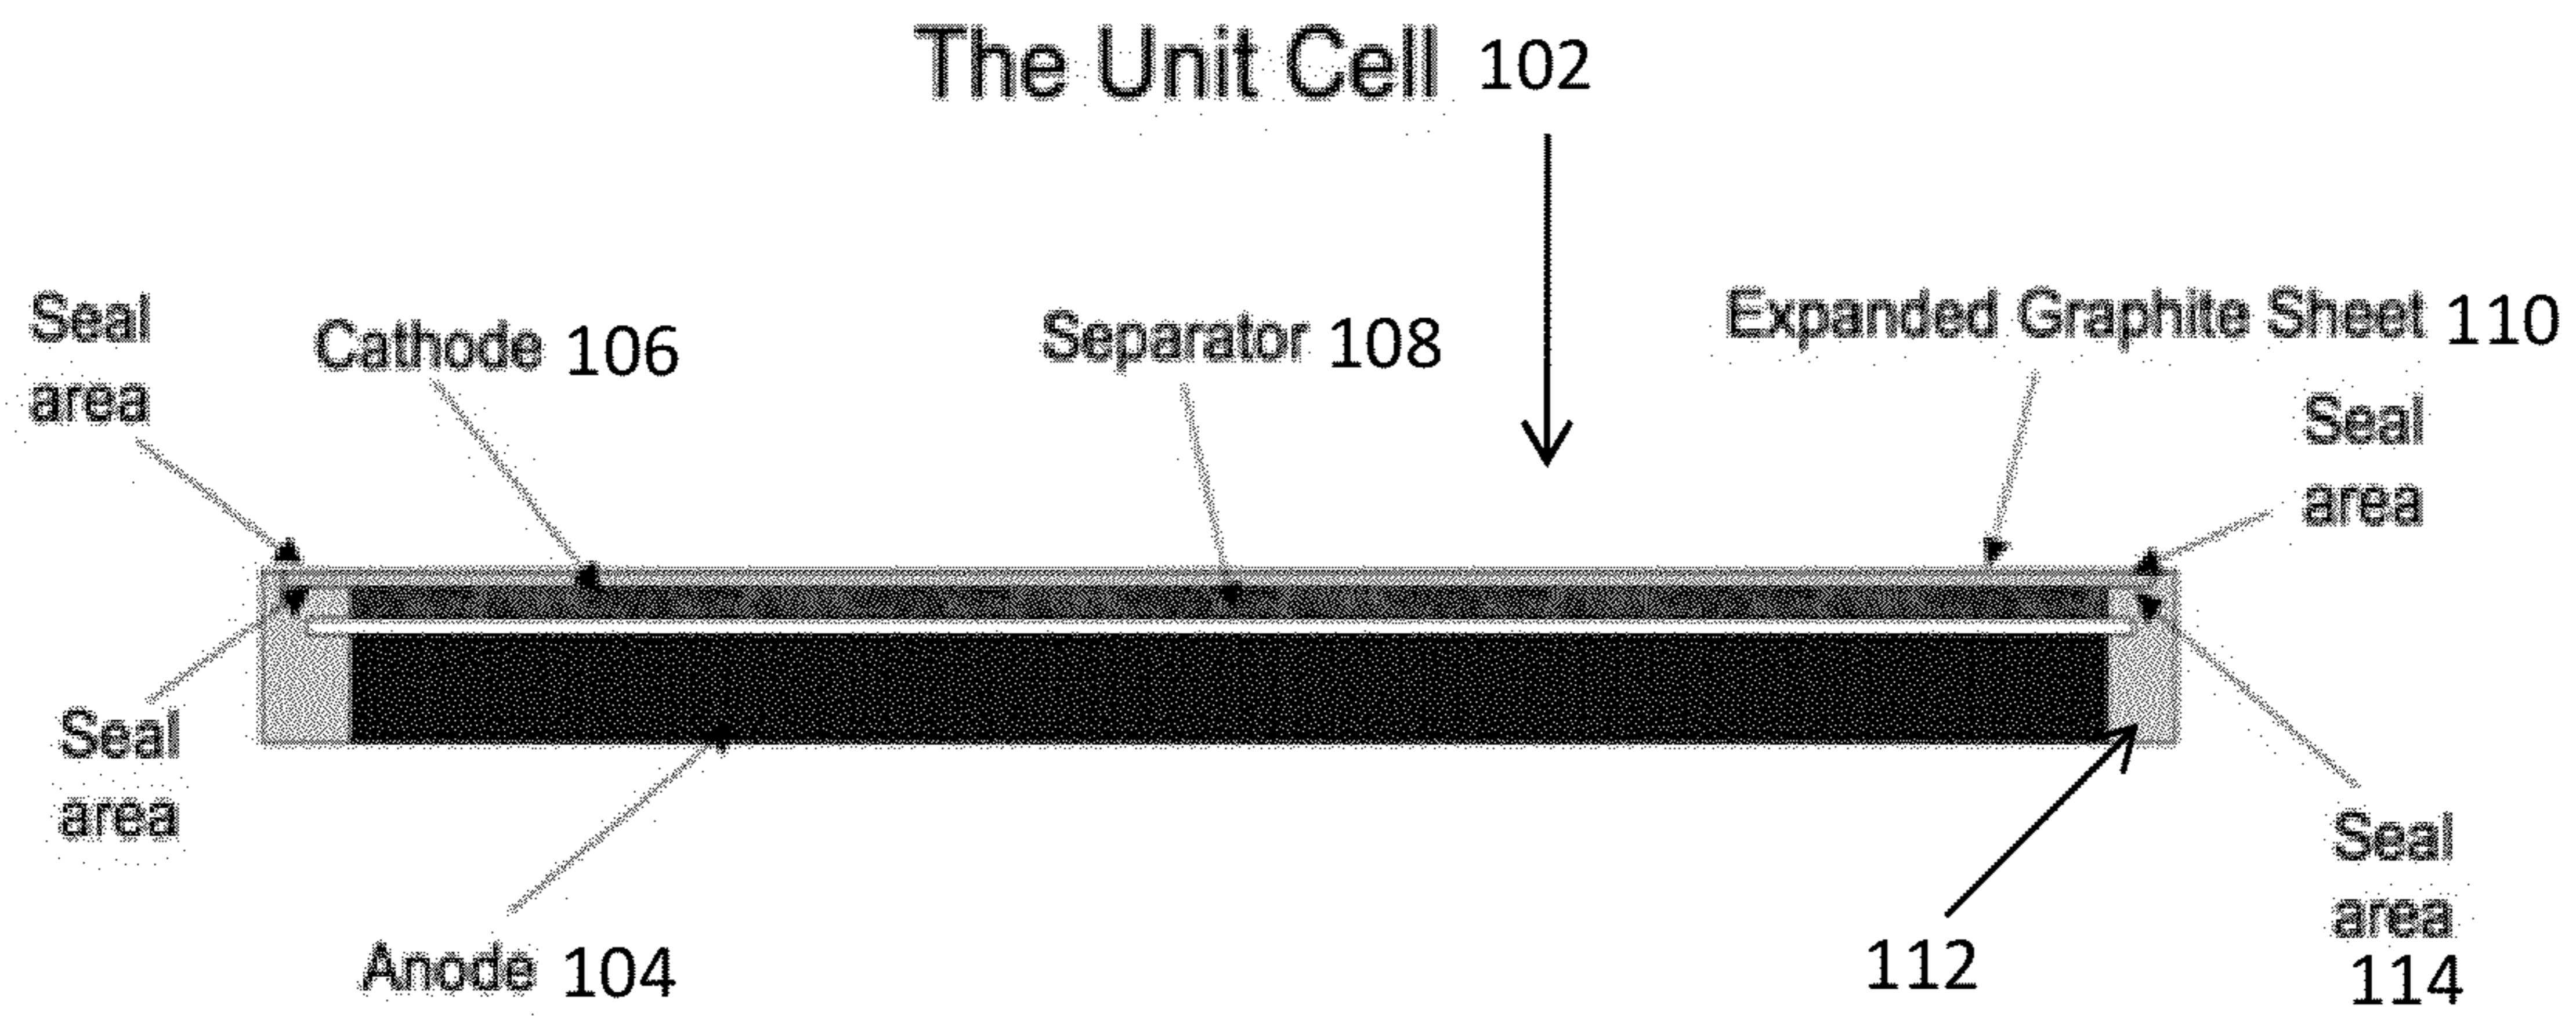 The Unit Cell 102
Seal
area
Cathode 106
Separator 108
Expanded Graphite Sheet 110
Seal
area
Seal
area
Anode 104
112
Seal
area
114